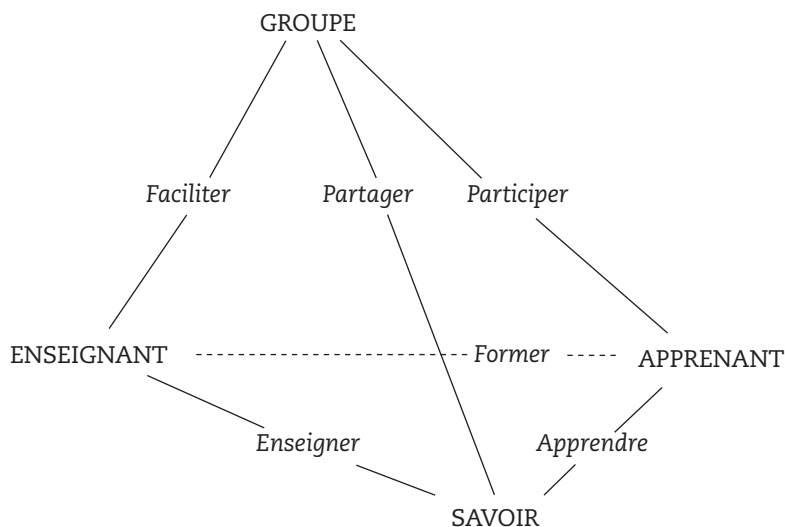 GROUPE
Faciliter Partager Participer
ENSEIGNANT Former APPRENANT
Enseigner Apprendre
SAVOIR